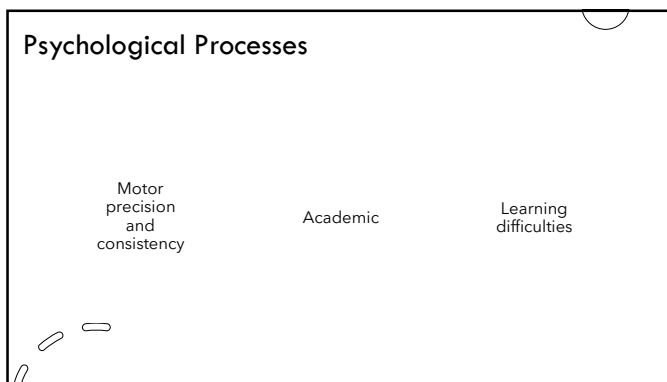 Psychological Processes
Motor
precision
and
consistency
Academic
Learning
difficulties